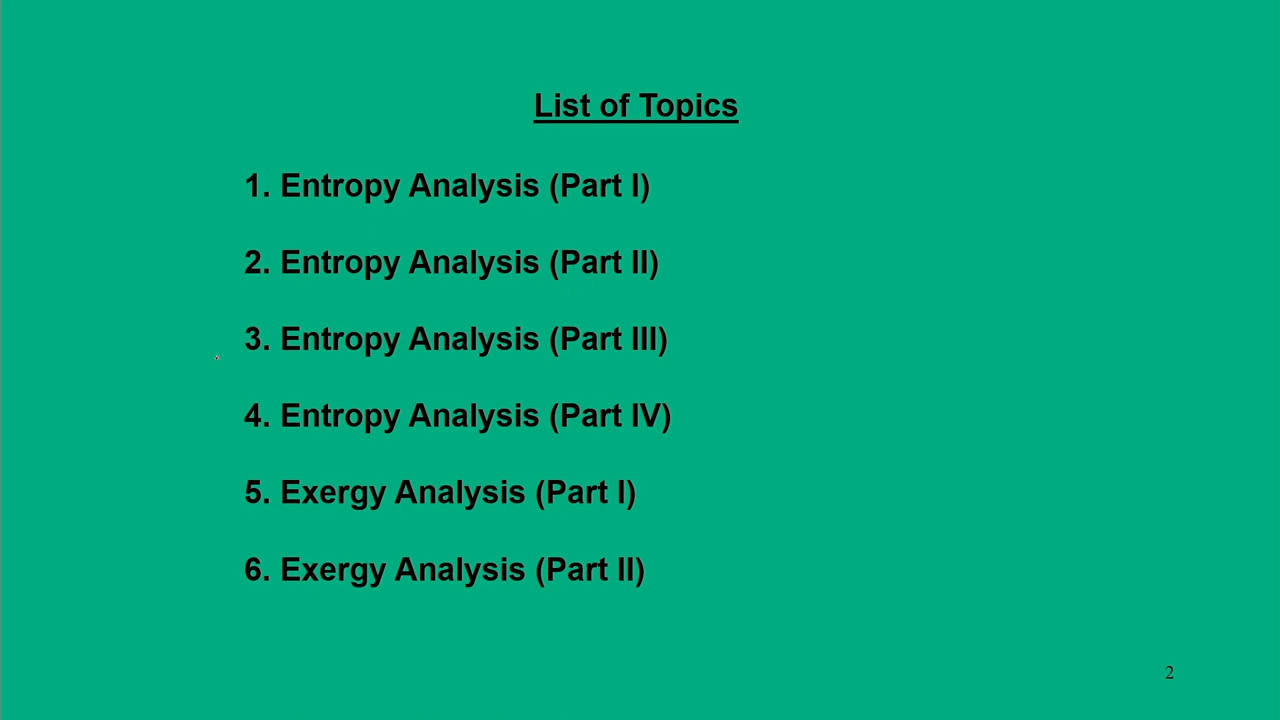 List of Topics
1. Entropy Analysis (Part I)
2. Entropy Analysis (Part II)
3. Entropy Analysis (Part III)
4. Entropy Analysis (Part IV)
5. Exergy Analysis (Part I)
6. Exergy Analysis (Part II)
2